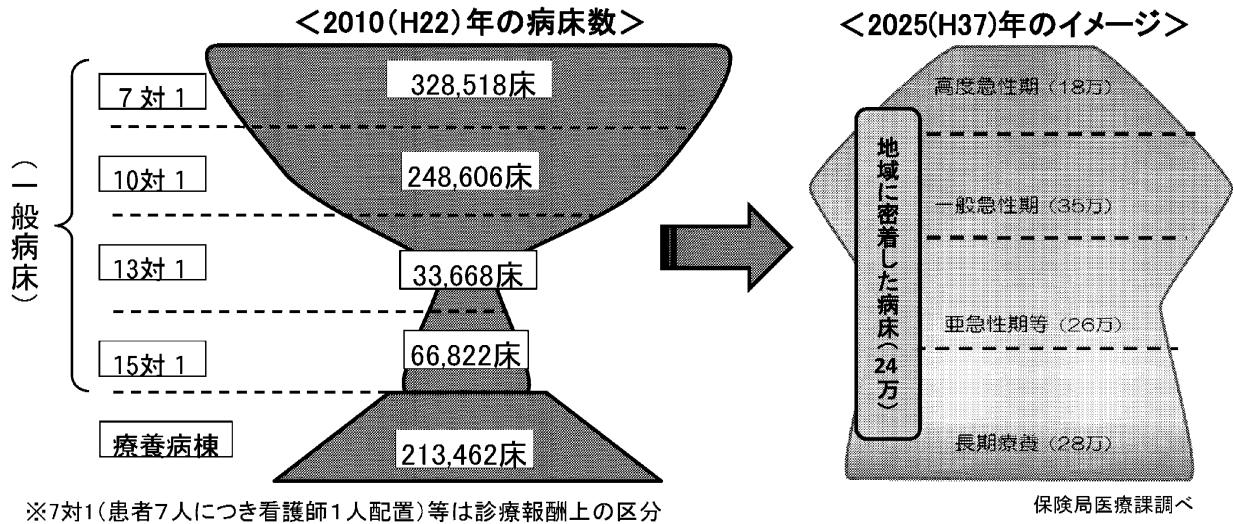 <2010(H22)年の病床数>
<2025(H37)年のイメージ>
(一般病床)
7対1
328,518床
10対1
248,606床
13対1
33,668床
15対1
66,822床
療養病棟
213,462床
高度急性期(18万)
一般急性期(35万)
亜急性期等(26万)
長期療養(28万)
地域に密着した病床(24万)
※7対1(患者7人につき看護師1人配置)等は診療報酬上の区分
保険局医療課調べ